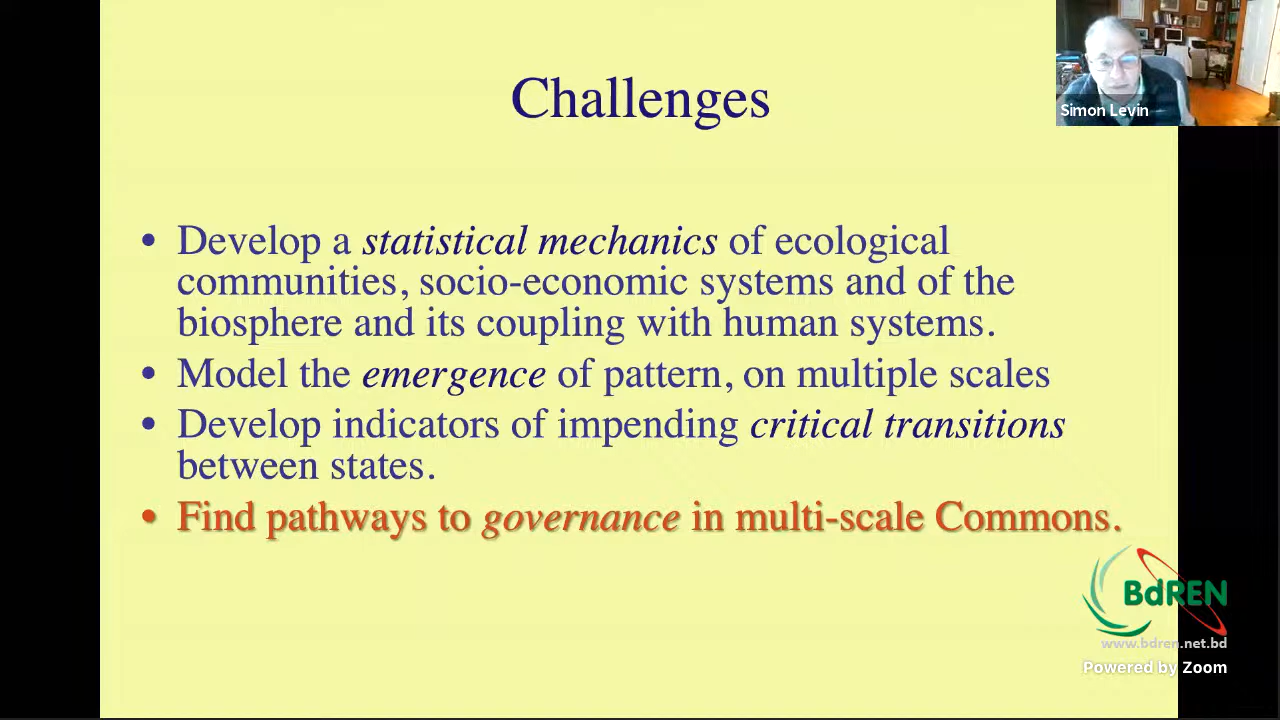 Challenges
Simon Levin
• Develop a statistical mechanics of ecological
communities, socio-economic systems and of the
biosphere and its coupling with human systems.
• Model the emergence of pattern, on multiple scales
• Develop indicators of impending critical transitions
between states.
• Find pathways to governance in multi-scale Commons.
BdREN
www.bdren.net.bd
Powered by Zoom